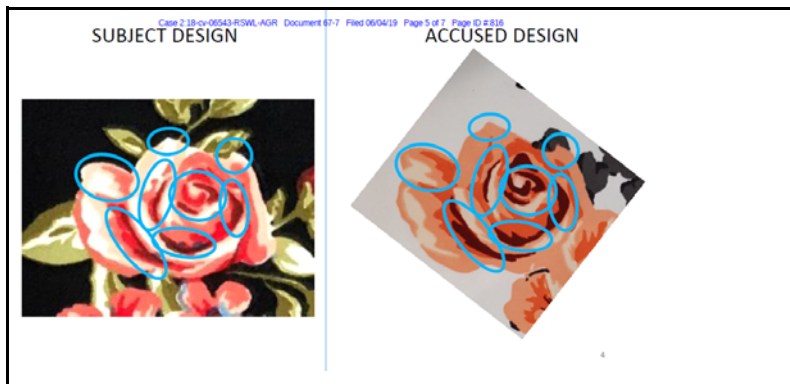 Case 2:18-cv-06543-RSWL-AGR Document 67-7 Filed 06/04/19 Page 5 of 7 Page ID #:816
SUBJECT DESIGN
ACCUSED DESIGN
4